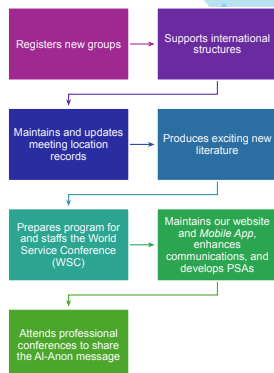 Registers new groups
Supports international
structures
Maintains and updates
meeting location
records
Produces exciting new
literature
Prepares program for
and staffs the World
Service Conference
(WSC)
Maintains our website
and Mobile App,
enhances
communications, and
develops PSAs
Attends professional
conferences to share
the Al-Anon message